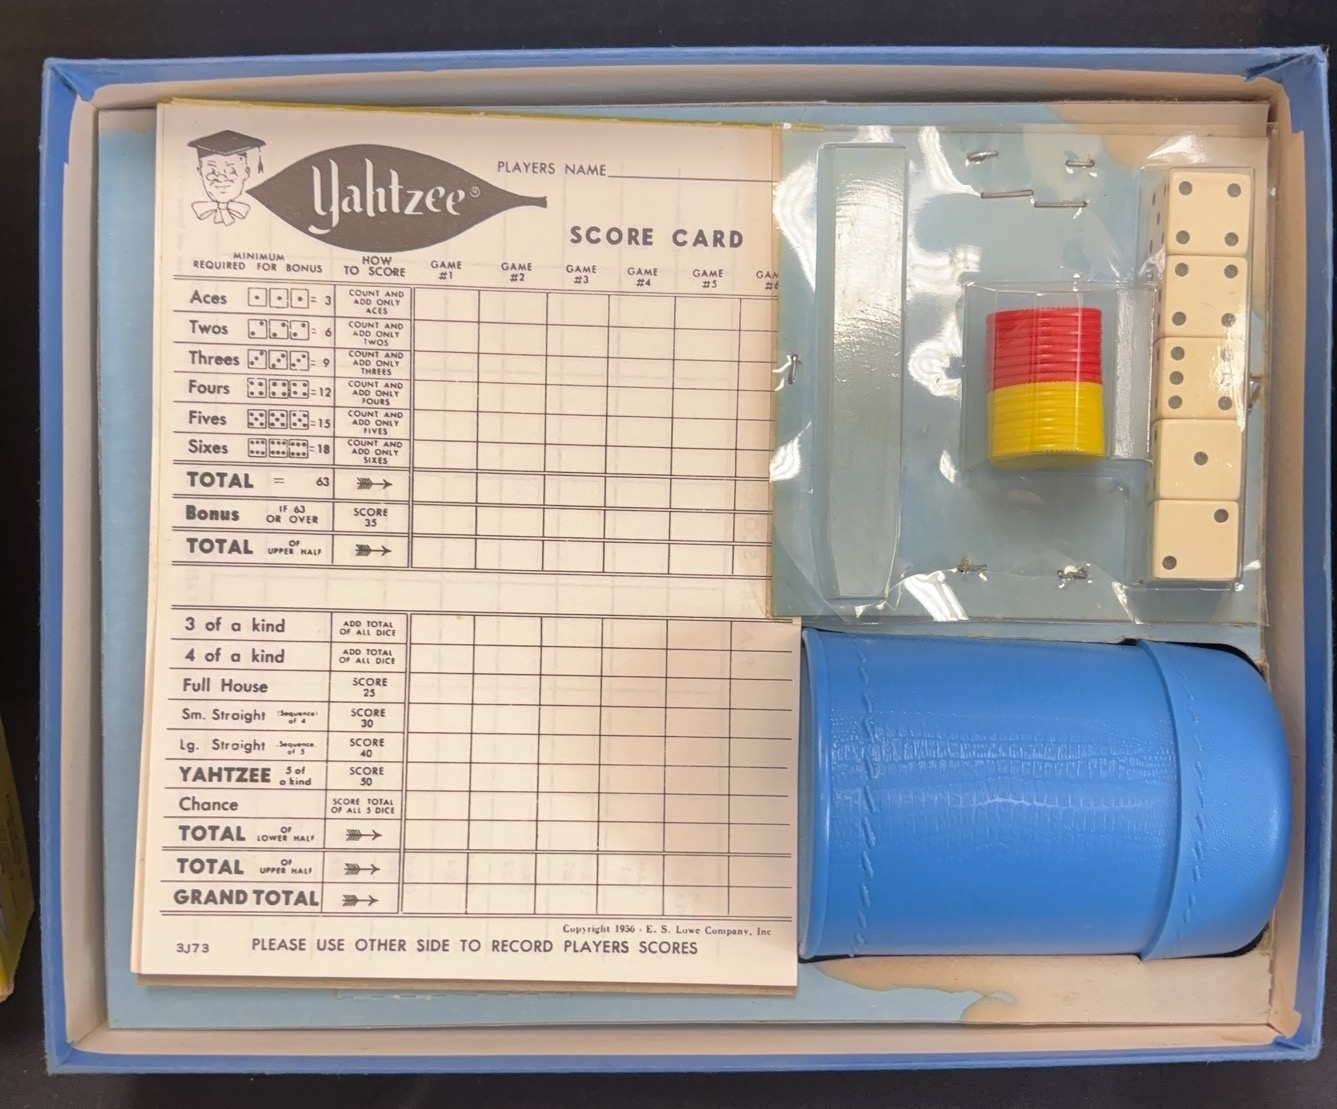 Yahtzee®
PLAYERS NAME
SCORE CARD
MINIMUM
REQUIRED FOR BONUS
HOW
TO SCORE
GAME
#1
GAME
#2
GAME
#3
GAME
#4
GAME
#5
GAM
#6
Aces = 3
COUNT AND
ADD ONLY
ACES
Twos = 6
COUNT AND
ADD ONLY
TWOS
Threes = 9
COUNT AND
ADD ONLY
THREES
Fours = 12
COUNT AND
ADD ONLY
FOURS
Fives = 15
COUNT AND
ADD ONLY
FIVES
Sixes = 18
COUNT AND
ADD ONLY
SIXES
TOTAL = 63
Bonus IF 63
OR OVER
SCORE
35
TOTAL OF
UPPER HALF
3 of a kind
ADD TOTAL
OF ALL DICE
4 of a kind
ADD TOTAL
OF ALL DICE
Full House
SCORE
25
Sm. Straight (Sequence)
of 4
SCORE
30
Lg. Straight Sequence
of 5
SCORE
40
YAHTZEE 5 of
a kind
SCORE
50
Chance
SCORE TOTAL
OF ALL 5 DICE
TOTAL OF
LOWER HALF
TOTAL OF
UPPER HALF
GRAND TOTAL
Copyright 1956 - E. S. Lowe Company, Inc
3J73 PLEASE USE OTHER SIDE TO RECORD PLAYERS SCORES